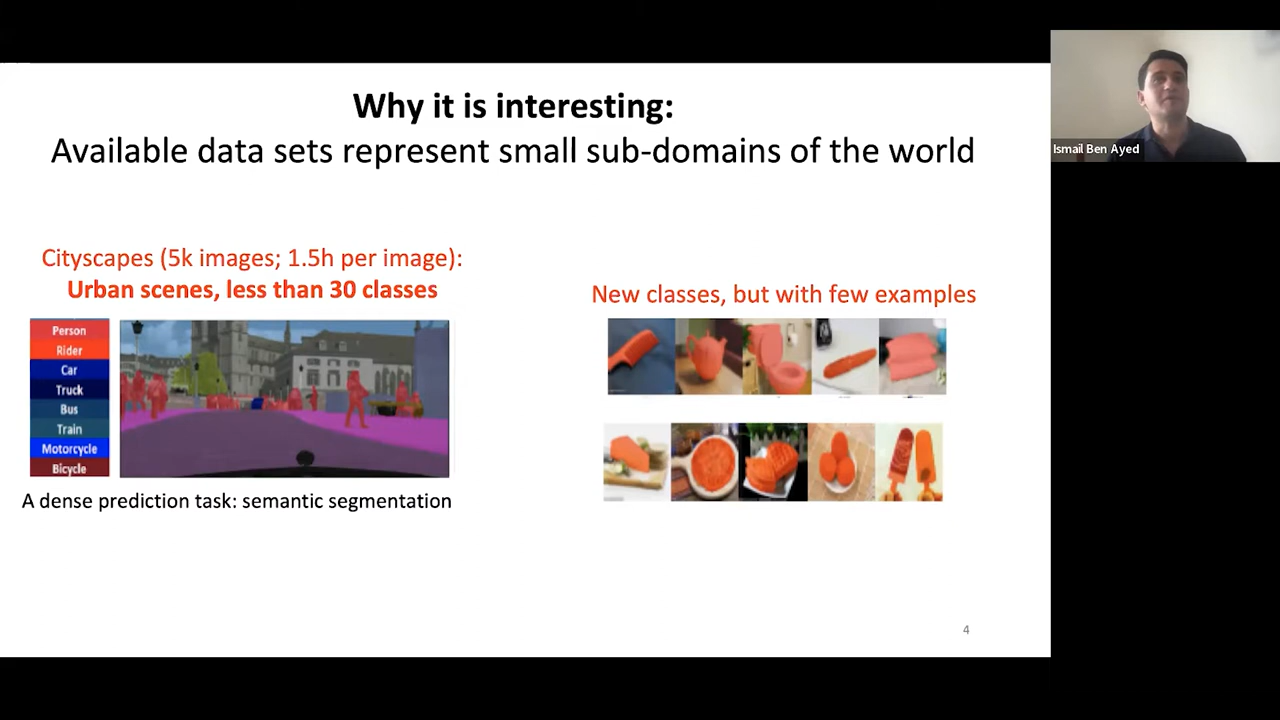 Why it is interesting:
Available data sets represent small sub-domains of the world
Ismail Ben Ayed
Cityscapes (5k images; 1.5h per image):
Urban scenes, less than 30 classes
New classes, but with few examples
Person
Rider
Car
Truck
Bus
Train
Motorcycle
Bicycle
A dense prediction task: semantic segmentation
4